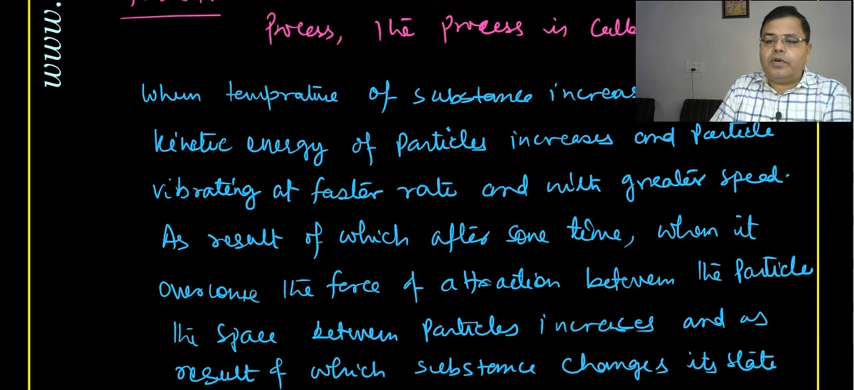 www.
Process, The process is calle
When temprature of substance increas
kinetic energy of Particles increases and particle
vibrating at faster rate and with greater speed.
As result of which after some time, when it
overcome the force of attraction between the Particle
The space between particles increases and as
result of which substance changes its state